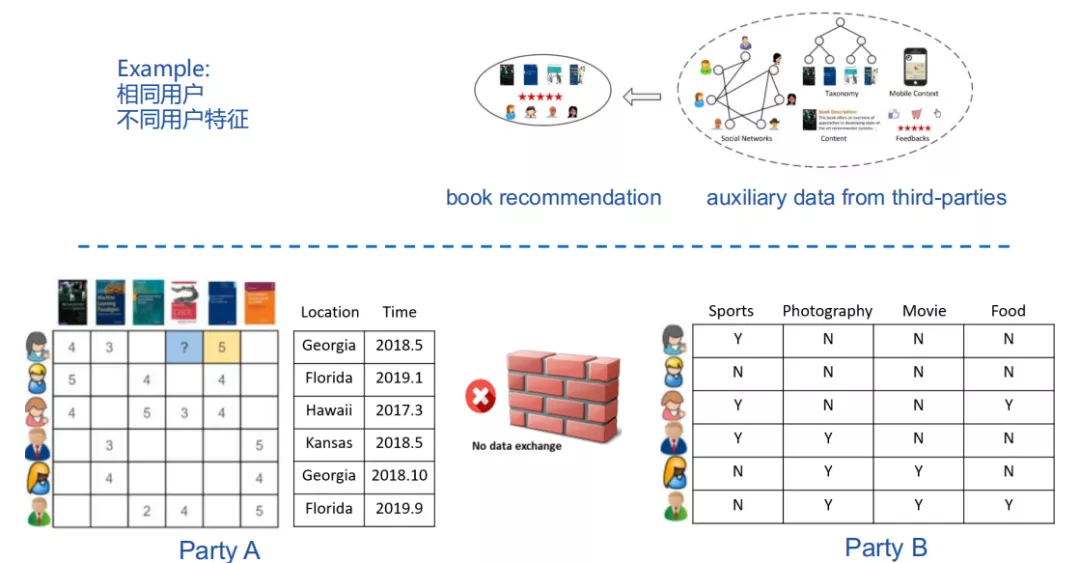 Example:
相同用户
不同用户特征
Taxonomy
Mobile Context
Book Description:
Social Networks
Content
Feedbacks
book recommendation
auxiliary data from third-parties
Location Time
4 3 ? 5 Georgia 2018.5
5 4 4 Florida 2019.1
4 5 3 4 Hawaii 2017.3
3 5 Kansas 2018.5
4 4 Georgia 2018.10
2 4 5 Florida 2019.9
Party A
No data exchange
Sports Photography Movie Food
Y N N N
N N N N
Y N N Y
Y Y N N
N Y Y N
N Y Y Y
Party B